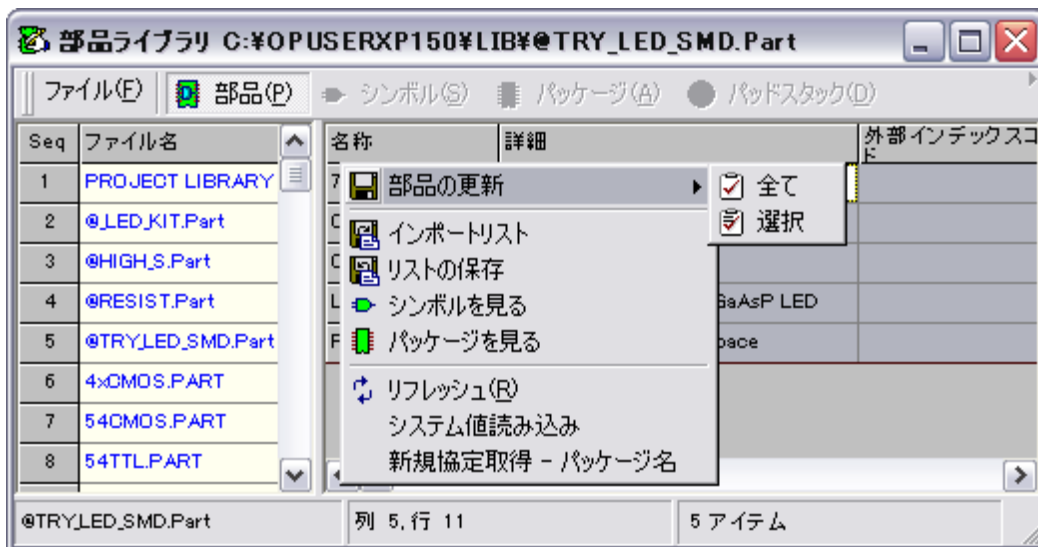 部品ライブラリ C:¥OPUSERXP150¥LIB¥@TRY_LED_SMD.Part
ファイル(F) 部品(P) シンボル(S) パッケージ(A) パッドスタック(D)
Seq ファイル名 名称 詳細 外部インデックスコード
1 PROJECT LIBRARY 7
2 @_LED_KIT.Part
3 @HIGH_S.Part
4 @RESIST.Part L GaAsP LED
5 @TRY_LED_SMD.Part
6 4xCMOS.PART
7 54CMOS.PART
8 54TTL.PART
部品の更新
インポートリスト
リストの保存
シンボルを見る
パッケージを見る
リフレッシュ(R)
システム値読み込み
新規協定取得 - パッケージ名
全て
選択
@TRY_LED_SMD.Part 列 5,行 11 5 アイテム